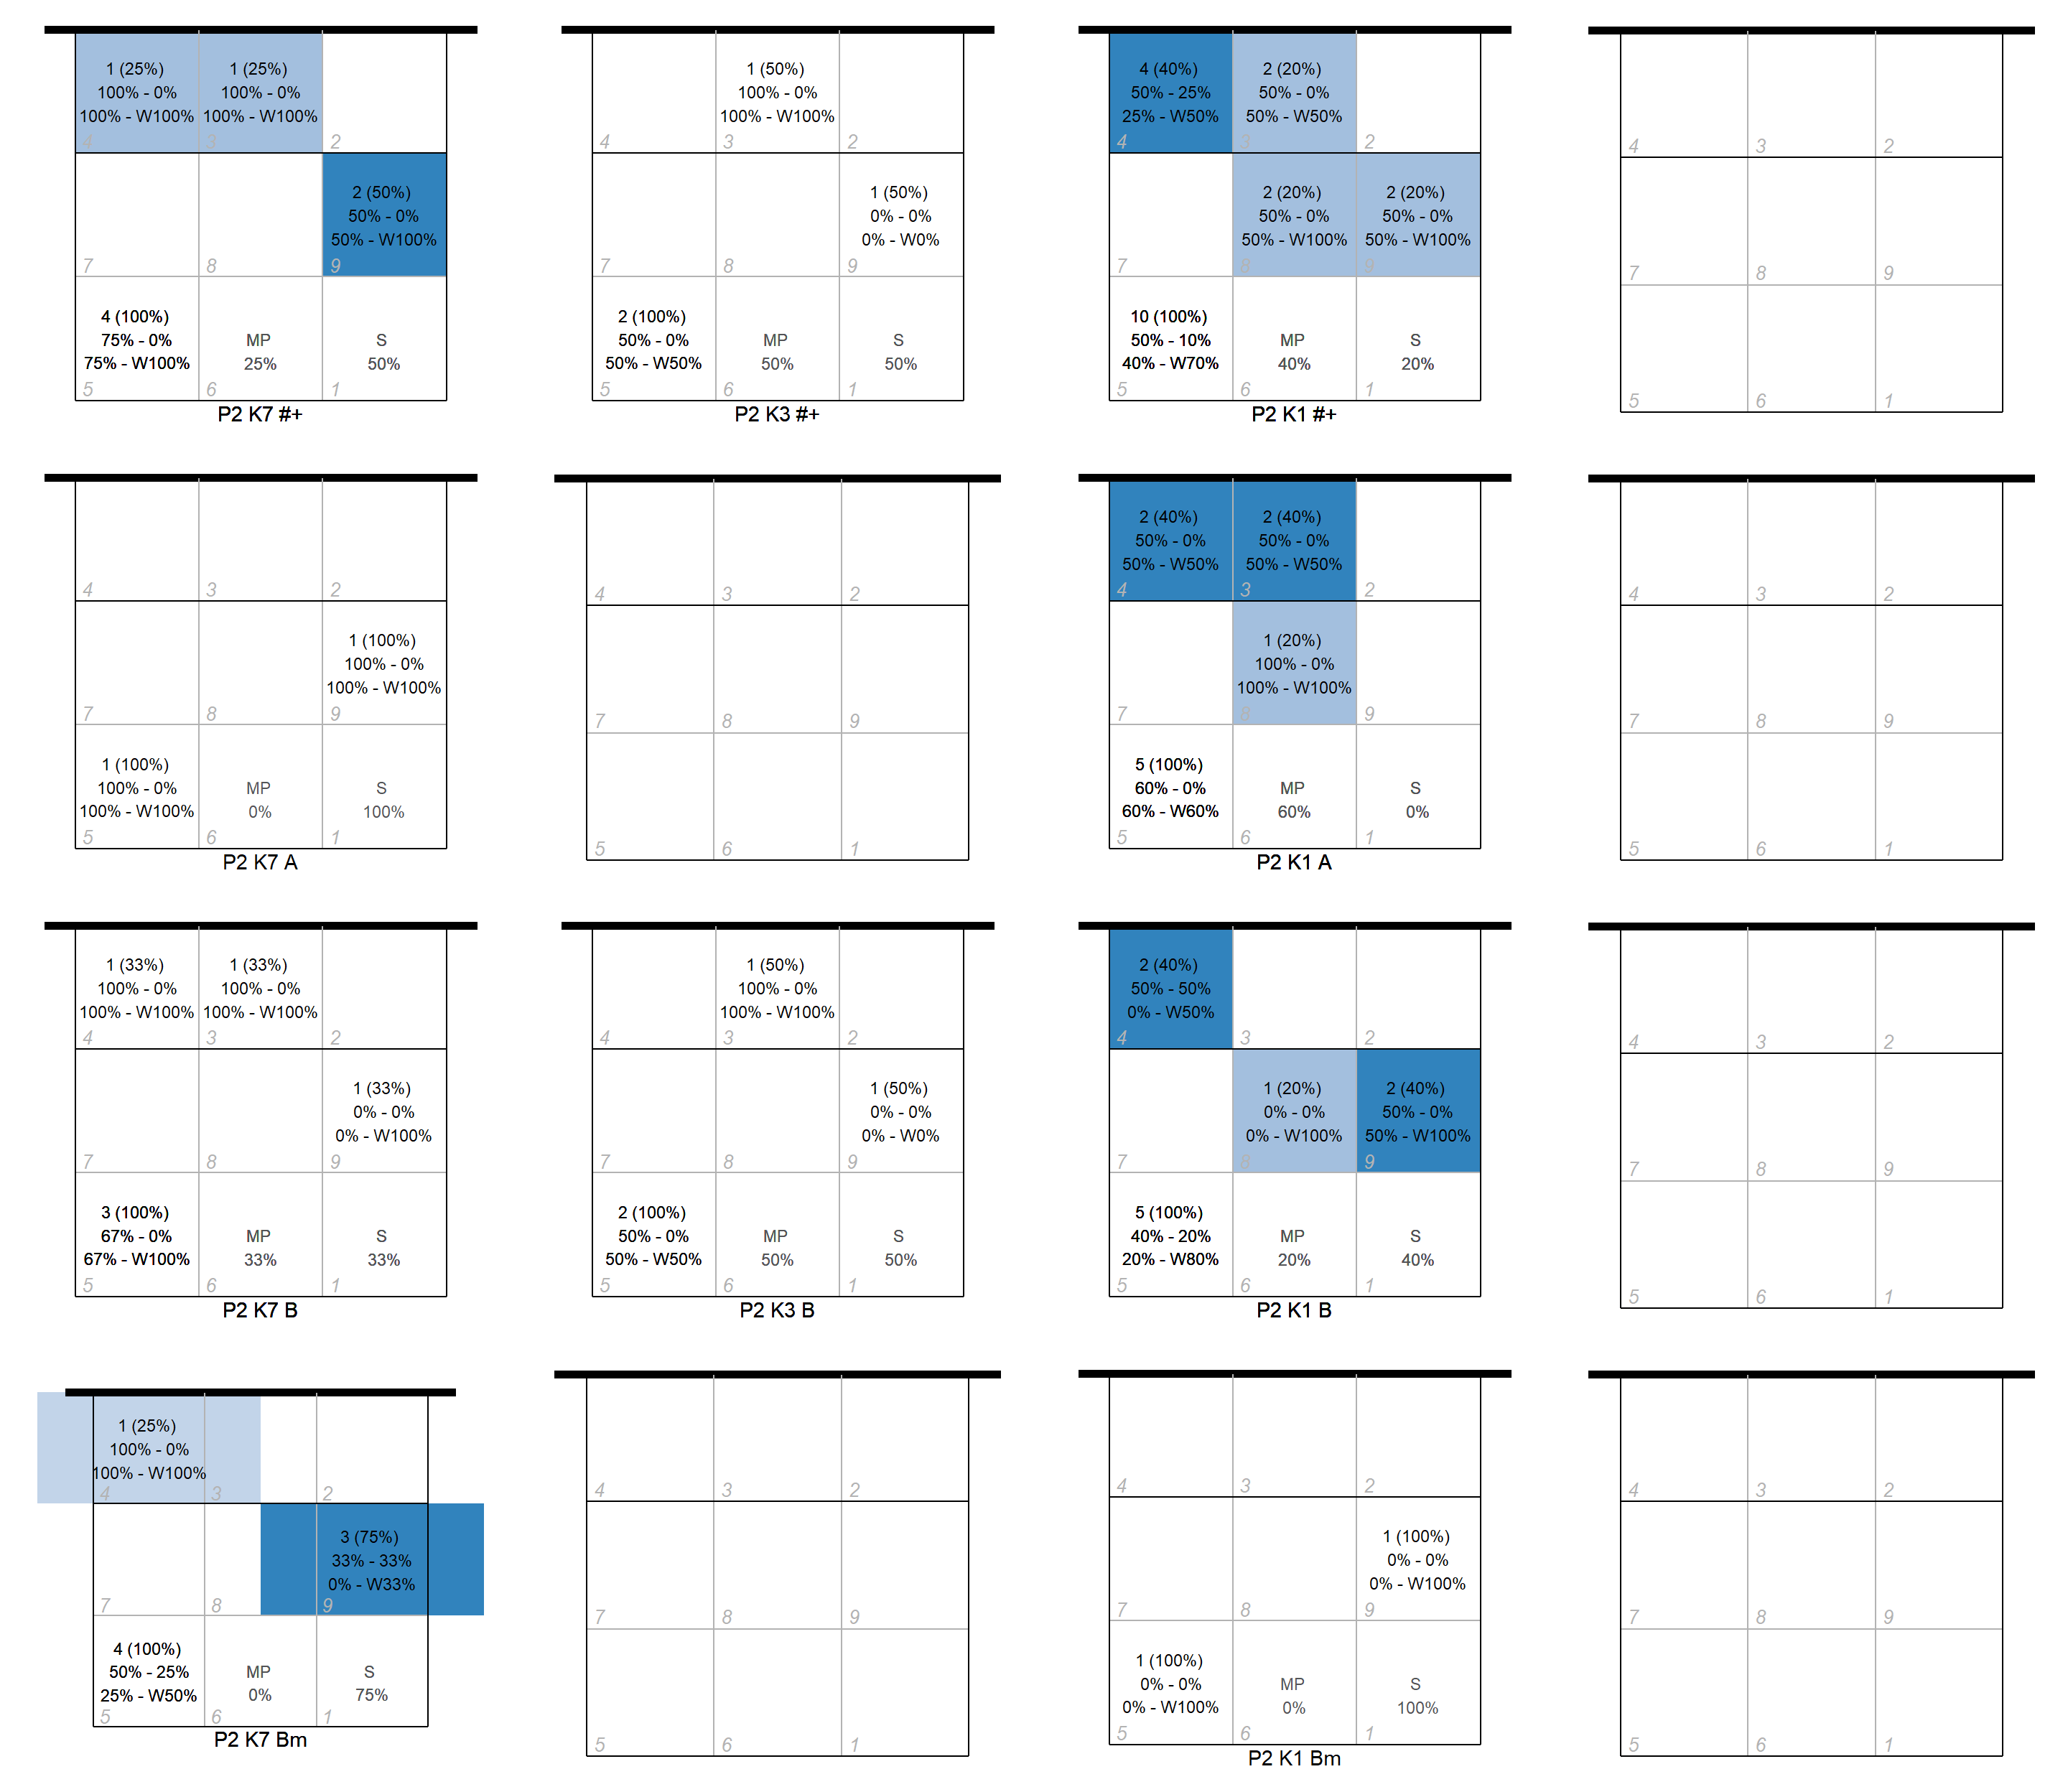 1 (25%)
100% - 0%
100% - W100%
4
1 (25%)
100% - 0%
100% - W100%
3
2
7
8
2 (50%)
50% - 0%
50% - W100%
9
4 (100%)
75% - 0%
75% - W100%
5
MP
25%
6
S
50%
1
P2 K7 #+
4
1 (50%)
100% - 0%
100% - W100%
3
2
7
8
1 (50%)
0% - 0%
0% - W0%
9
2 (100%)
50% - 0%
50% - W50%
5
MP
50%
6
S
50%
1
P2 K3 #+
4 (40%)
50% - 25%
25% - W50%
4
2 (20%)
50% - 0%
50% - W50%
3
2
7
2 (20%)
50% - 0%
50% - W100%
8
2 (20%)
50% - 0%
50% - W100%
9
10 (100%)
50% - 10%
40% - W70%
5
MP
40%
6
S
20%
1
P2 K1 #+
4
3
2
7
8
9
5
6
1
4
3
2
7
8
1 (100%)
100% - 0%
100% - W100%
9
1 (100%)
100% - 0%
100% - W100%
5
MP
0%
6
S
100%
1
P2 K7 A
4
3
2
7
8
9
5
6
1
2 (40%)
50% - 0%
50% - W50%
4
2 (40%)
50% - 0%
50% - W50%
3
2
7
1 (20%)
100% - 0%
100% - W100%
8
9
5 (100%)
60% - 0%
60% - W60%
5
MP
60%
6
S
0%
1
P2 K1 A
4
3
2
7
8
9
5
6
1
1 (33%)
100% - 0%
100% - W100%
4
1 (33%)
100% - 0%
100% - W100%
3
2
7
8
1 (33%)
0% - 0%
0% - W100%
9
3 (100%)
67% - 0%
67% - W100%
5
MP
33%
6
S
33%
1
P2 K7 B
4
1 (50%)
100% - 0%
100% - W100%
3
2
7
8
1 (50%)
0% - 0%
0% - W0%
9
2 (100%)
50% - 0%
50% - W50%
5
MP
50%
6
S
50%
1
P2 K3 B
2 (40%)
50% - 50%
0% - W50%
4
3
2
7
1 (20%)
0% - 0%
0% - W100%
8
2 (40%)
50% - 0%
50% - W100%
9
5 (100%)
40% - 20%
20% - W80%
5
MP
20%
6
S
40%
1
P2 K1 B
4
3
2
7
8
9
5
6
1
1 (25%)
100% - 0%
100% - W100%
4
3
2
7
8
3 (75%)
33% - 33%
0% - W33%
9
4 (100%)
50% - 25%
25% - W50%
5
MP
0%
6
S
75%
1
P2 K7 Bm
4
3
2
7
8
9
5
6
1
4
3
2
7
8
1 (100%)
0% - 0%
0% - W100%
9
1 (100%)
0% - 0%
0% - W100%
5
MP
0%
6
S
100%
1
P2 K1 Bm
4
3
2
7
8
9
5
6
1